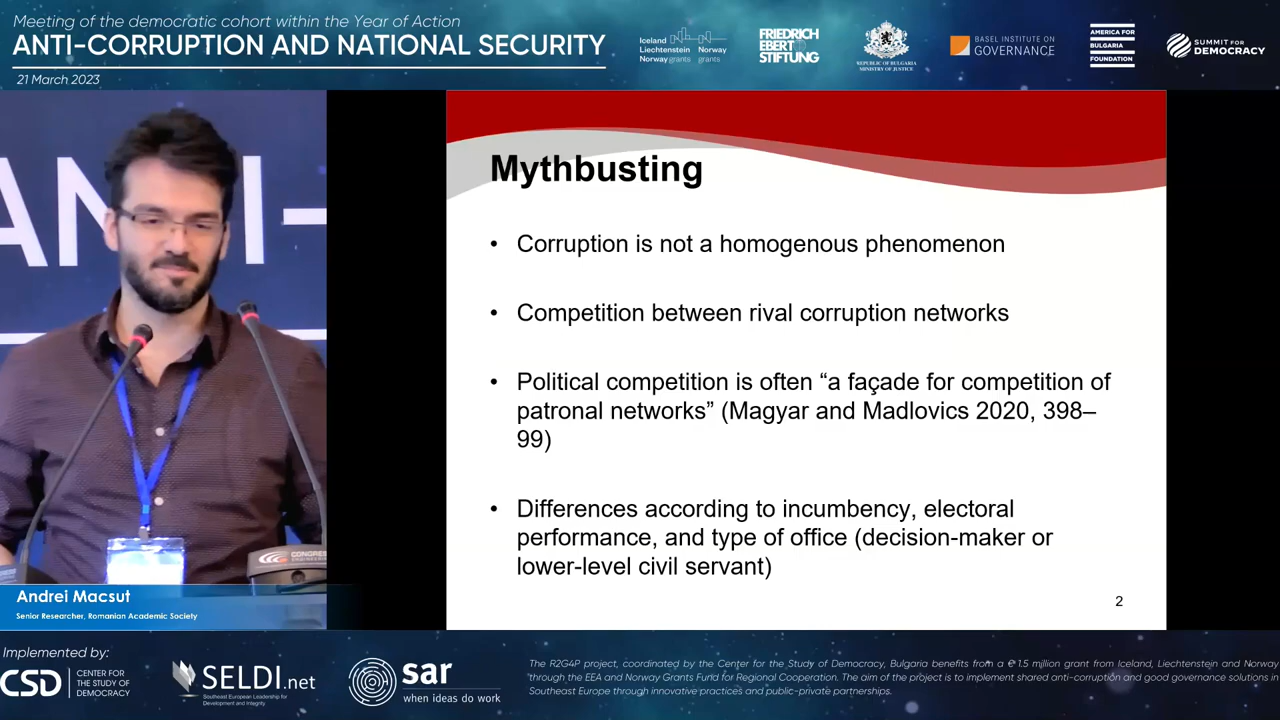 Meeting of the democratic cohort within the Year of Action
ANTI-CORRUPTION AND NATIONAL SECURITY
21 March 2023
Iceland
Liechtenstein Norway
Norway grants grants
FRIEDRICH
EBERT
STIFTUNG
REPUBLIC OF BULGARIA
MINISTRY OF JUSTICE
BASEL INSTITUTE ON
GOVERNANCE
AMERICA FOR
BULGARIA
FOUNDATION
SUMMIT FOR
DEMOCRACY
ANTI-
Mythbusting
• Corruption is not a homogenous phenomenon
• Competition between rival corruption networks
• Political competition is often “a façade for competition of
patronal networks” (Magyar and Madlovics 2020, 398–
99)
• Differences according to incumbency, electoral
performance, and type of office (decision-maker or
lower-level civil servant)
2
CONGRESS
ENGINEERING
Andrei Macsut
Senior Researcher, Romanian Academic Society
Implemented by:
CSD
CENTER FOR
THE STUDY OF
DEMOCRACY
SELDI.net
Southeast European Leadership for
Development and Integrity
sar
when ideas do work
The R2G4P project, coordinated by the Center for the Study of Democracy, Bulgaria benefits from a € 1.5 million grant from Iceland, Liechtenstein and Norway
through the EEA and Norway Grants Fund for Regional Cooperation. The aim of the project is to implement shared anti-corruption and good governance solutions in
Southeast Europe through innovative practices and public-private partnerships.